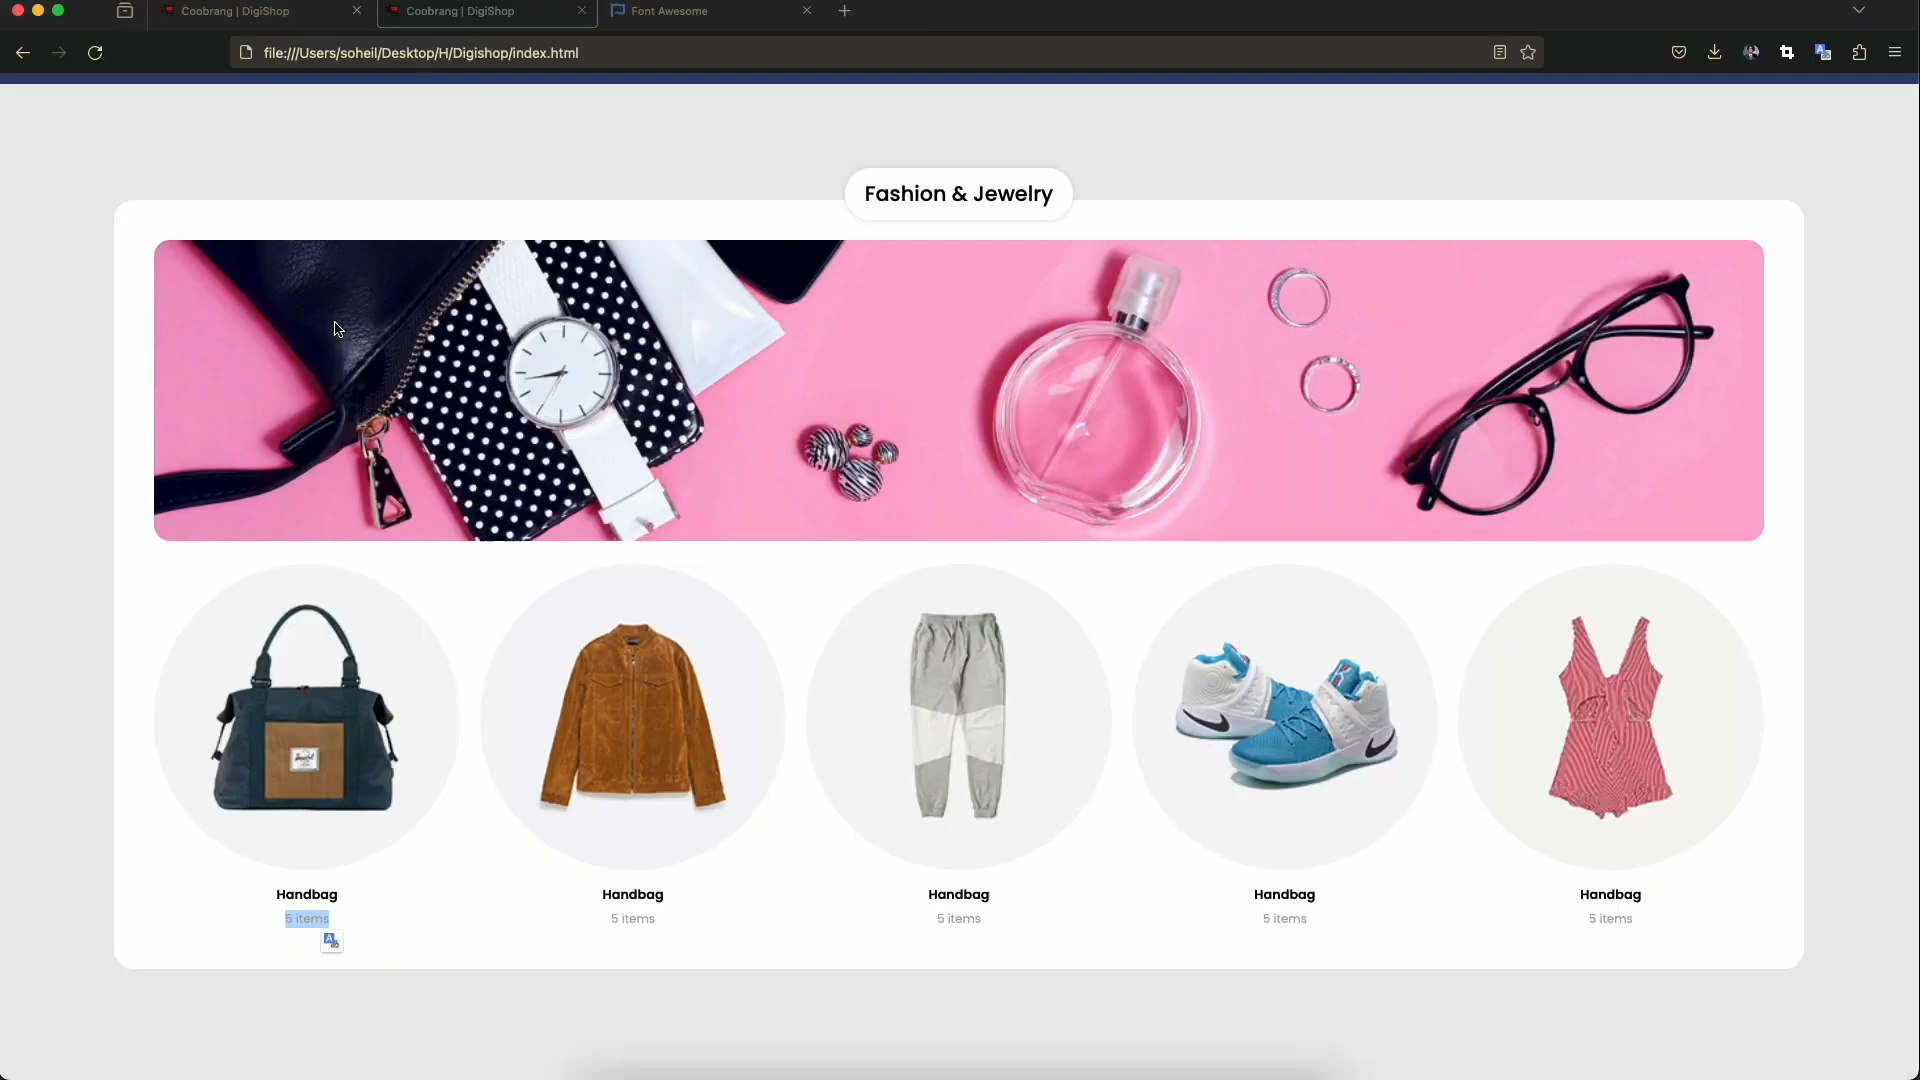 Coobrang | DigiShop
Coobrang | DigiShop
Font Awesome
file:///Users/soheil/Desktop/H/Digishop/index.html
Fashion & Jewelry
Handbag
5 items
Handbag
5 items
Handbag
5 items
Handbag
5 items
Handbag
5 items